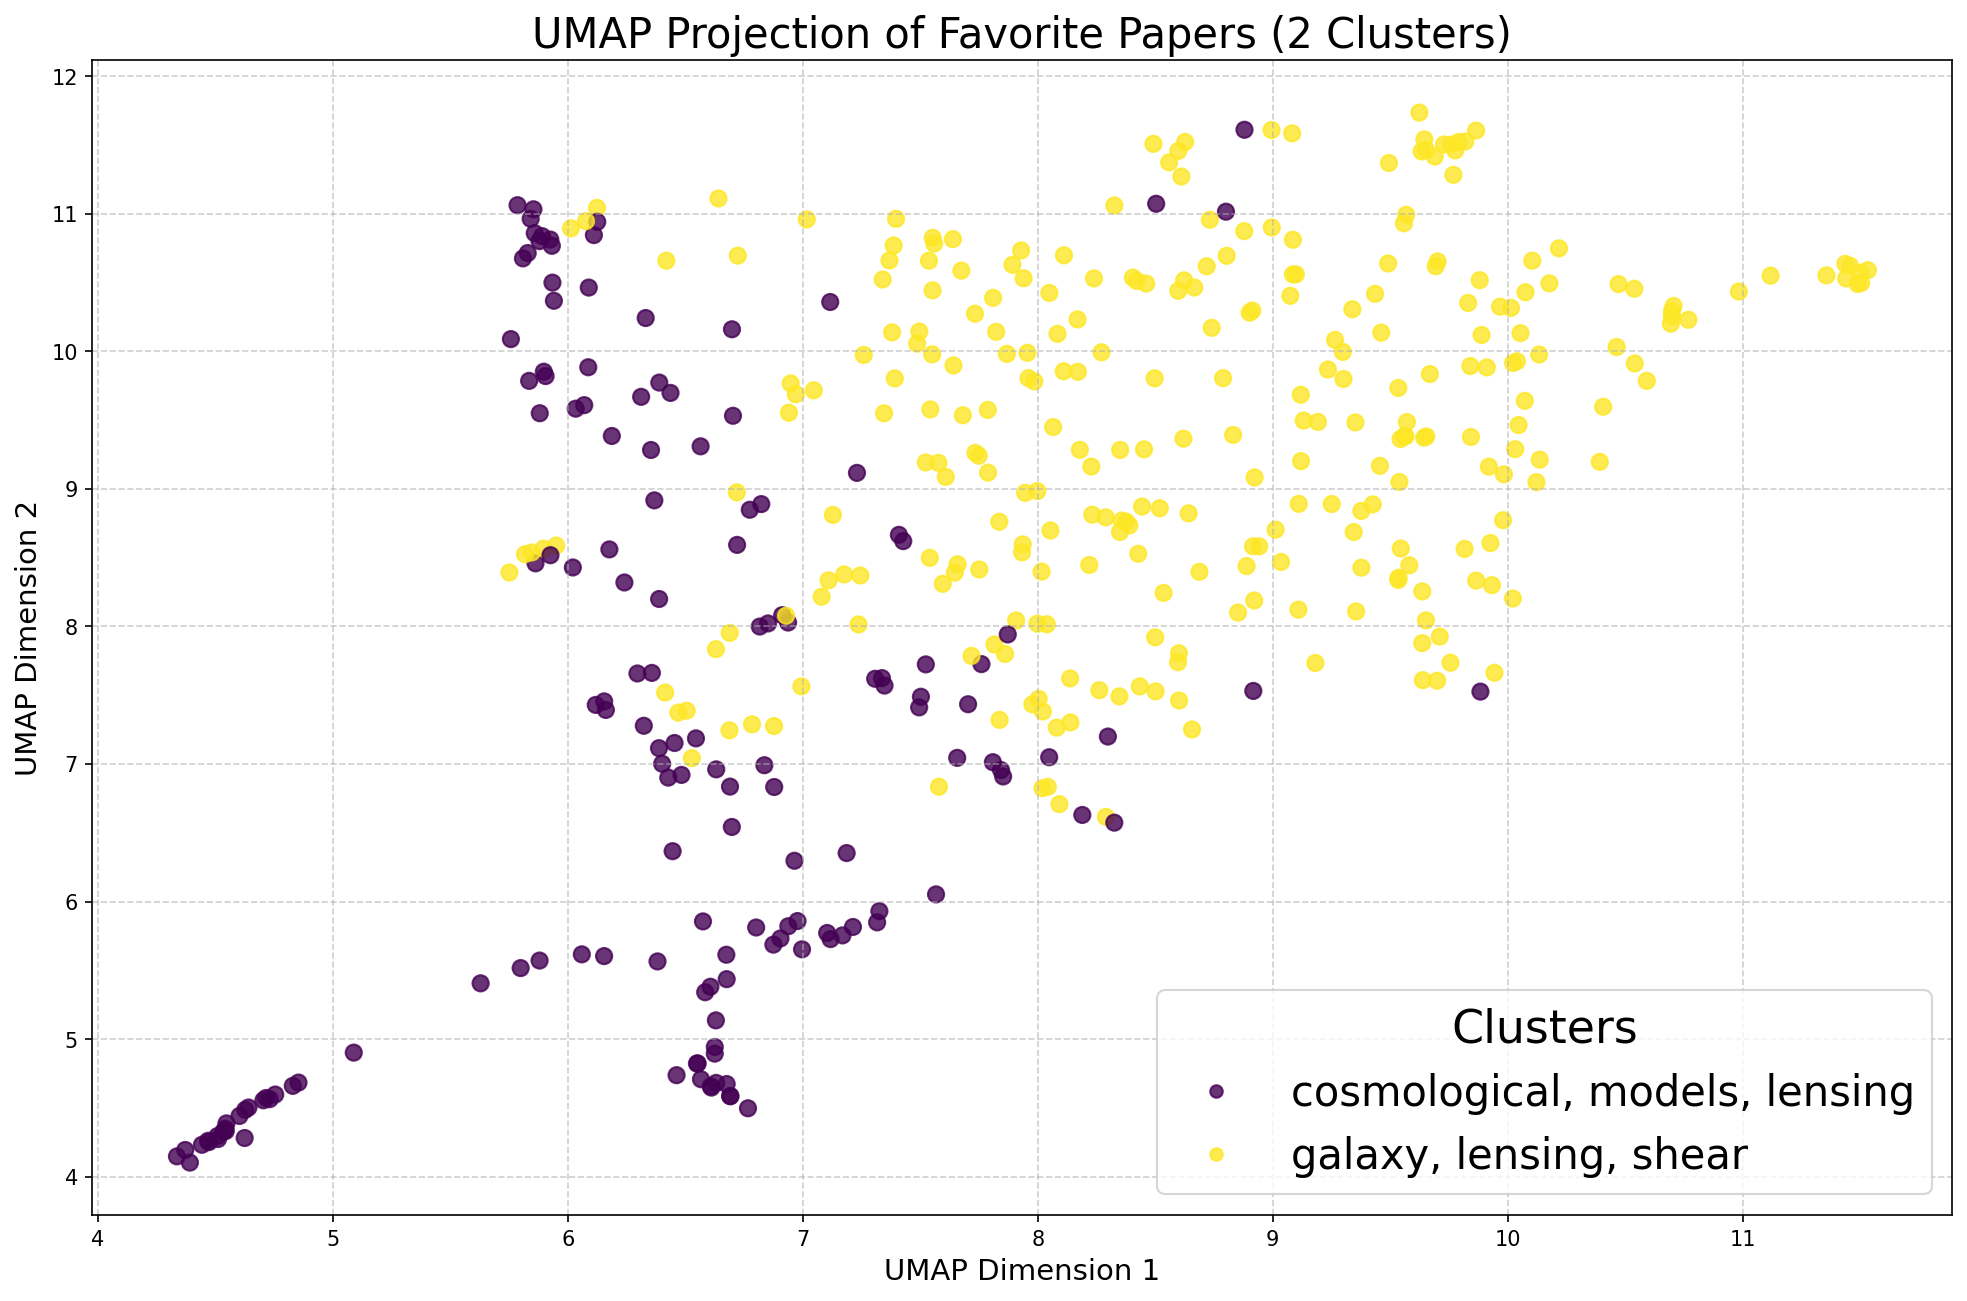 UMAP Projection of Favorite Papers (2 Clusters)
12
11
10
9
8
7
6
5
4
UMAP Dimension 2
Clusters
cosmological, models, lensing
galaxy, lensing, shear
4 5 6 7 8 9 10 11
UMAP Dimension 1